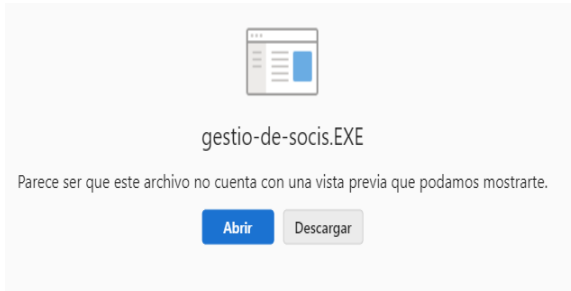 gestio-de-socis.EXE
Parece ser que este archivo no cuenta con una vista previa que podamos mostrarte.
Abrir
Descargar